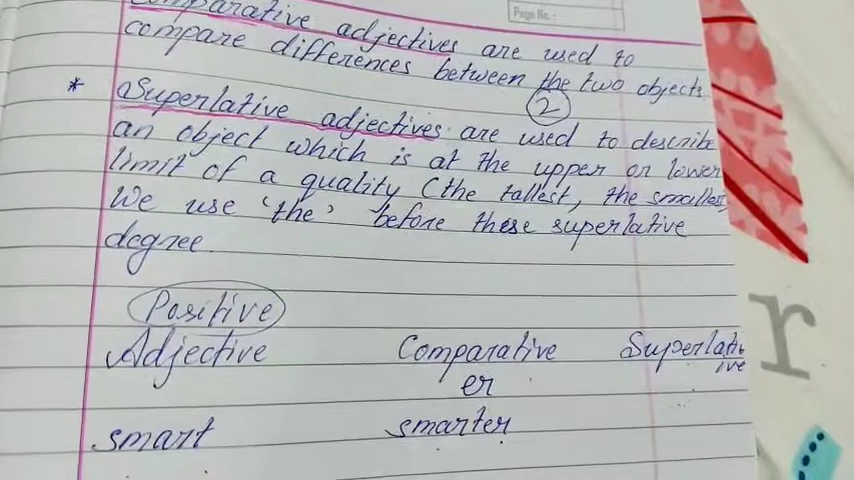 Comparative adjectives are used to
compare differences between the two objects.
Page No.:
2
* Superlative adjectives are used to describe
an object which is at the upper or lower
limit of a quality (the tallest, the smallest,
We use 'the' before these superlative
degree.
Positive
Adjective Comparative Superlative
er
smart smarter
r